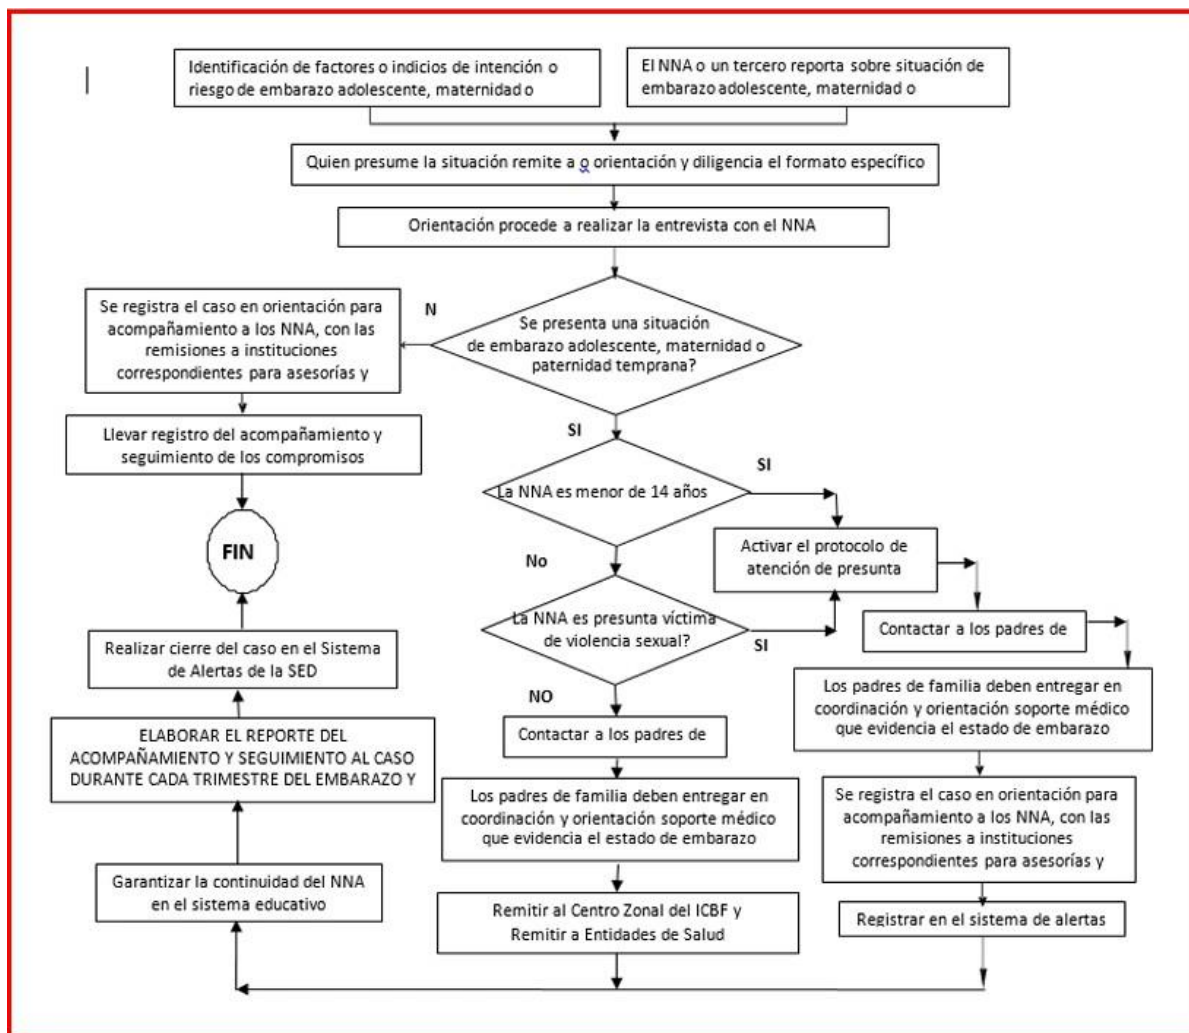 Identificación de factores o indicios de intención o
riesgo de embarazo adolescente, maternidad o
El NNA o un tercero reporta sobre situación de
embarazo adolescente, maternidad o
Quien presume la situación remite a o orientación y diligencia el formato específico
Orientación procede a realizar la entrevista con el NNA
Se presenta una situación
de embarazo adolescente, maternidad o
paternidad temprana?
N
Se registra el caso en orientación para
acompañamiento a los NNA, con las
remisiones a instituciones
correspondientes para asesorías y
Llevar registro del acompañamiento y
seguimiento de los compromisos
FIN
SI
La NNA es menor de 14 años
SI
No
Activar el protocolo de
atención de presunta
La NNA es presunta víctima
de violencia sexual?
SI
NO
Contactar a los padres de
Los padres de familia deben entregar en
coordinación y orientación soporte médico
que evidencia el estado de embarazo
Se registra el caso en orientación para
acompañamiento a los NNA, con las
remisiones a instituciones
correspondientes para asesorías y
Registrar en el sistema de alertas
Contactar a los padres de
Los padres de familia deben entregar en
coordinación y orientación soporte médico
que evidencia el estado de embarazo
Remitir al Centro Zonal del ICBF y
Remitir a Entidades de Salud
Garantizar la continuidad del NNA
en el sistema educativo
ELABORAR EL REPORTE DEL
ACOMPAÑAMIENTO Y SEGUIMIENTO AL CASO
DURANTE CADA TRIMESTRE DEL EMBARAZO Y
Realizar cierre del caso en el Sistema
de Alertas de la SED